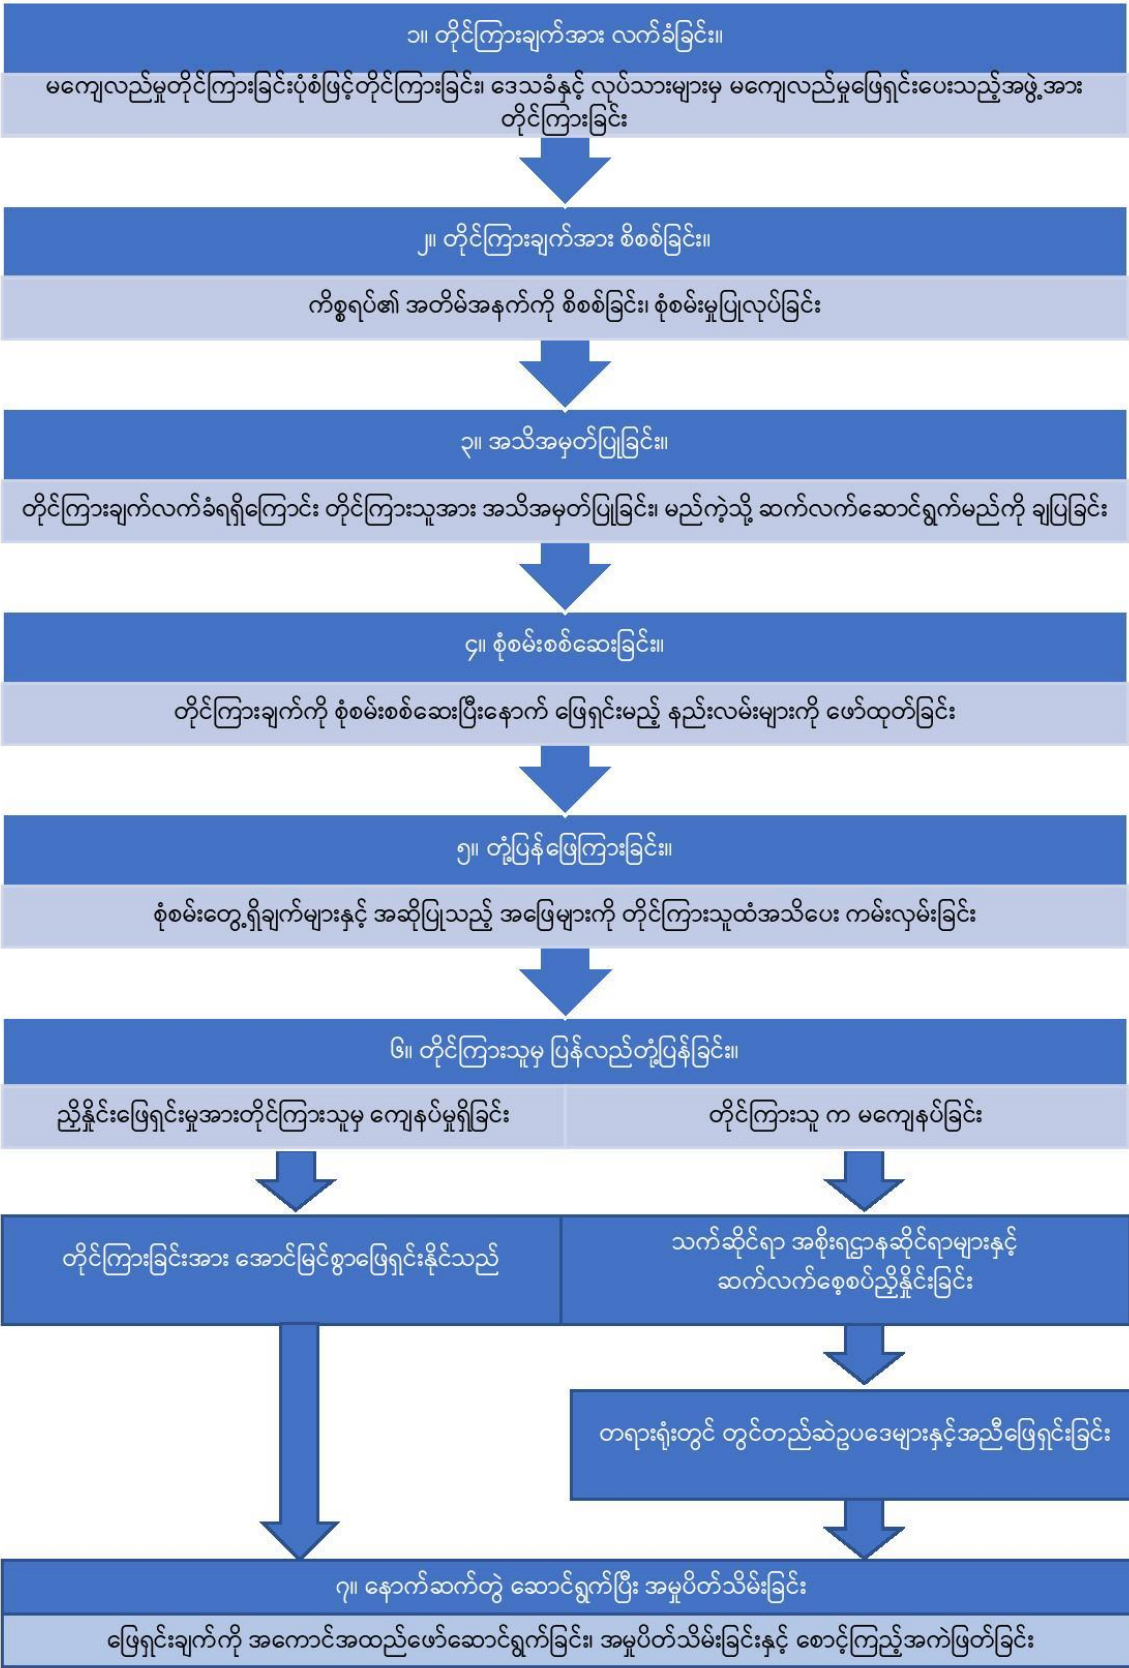 ၁။ တိုင်ကြားချက်အား လက်ခံခြင်း။
မကျေလည်မှုတိုင်ကြားခြင်းပုံစံဖြင့်တိုင်ကြားခြင်း၊ ဒေသခံနှင့် လုပ်သားများမှ မကျေလည်မှုဖြေရှင်းပေးသည့်အဖွဲ့အား
တိုင်ကြားခြင်း
၂။ တိုင်ကြားချက်အား စိစစ်ခြင်း။
ကိစ္စရပ်၏ အတိမ်အနက်ကို စိစစ်ခြင်း၊ စုံစမ်းမှုပြုလုပ်ခြင်း
၃။ အသိအမှတ်ပြုခြင်း။
တိုင်ကြားချက်လက်ခံရရှိကြောင်း တိုင်ကြားသူအား အသိအမှတ်ပြုခြင်း၊ မည်ကဲ့သို့ ဆက်လက်ဆောင်ရွက်မည်ကို ချပြခြင်း
၄။ စုံစမ်းစစ်ဆေးခြင်း။
တိုင်ကြားချက်ကို စုံစမ်းစစ်ဆေးပြီးနောက် ဖြေရှင်းမည့် နည်းလမ်းများကို ဖော်ထုတ်ခြင်း
၅။ တုံ့ပြန်ဖြေကြားခြင်း။
စုံစမ်းတွေ့ရှိချက်များနှင့် အဆိုပြုသည့် အဖြေများကို တိုင်ကြားသူထံအသိပေး ကမ်းလှမ်းခြင်း
၆။ တိုင်ကြားသူမှ ပြန်လည်တုံ့ပြန်ခြင်း။
ညှိနှိုင်းဖြေရှင်းမှုအားတိုင်ကြားသူမှ ကျေနပ်မှုရှိခြင်း
တိုင်ကြားသူ က မကျေနပ်ခြင်း
တိုင်ကြားခြင်းအား အောင်မြင်စွာဖြေရှင်းနိုင်သည်
သက်ဆိုင်ရာ အစိုးရဌာနဆိုင်ရာများနှင့်
ဆက်လက်စေ့စပ်ညှိနှိုင်းခြင်း
တရားရုံးတွင် တွင်တည်ဆဲဥပဒေများနှင့်အညီဖြေရှင်းခြင်း
၇။ နောက်ဆက်တွဲ ဆောင်ရွက်ပြီး အမှုပိတ်သိမ်းခြင်း
ဖြေရှင်းချက်ကို အကောင်အထည်ဖော်ဆောင်ရွက်ခြင်း၊ အမှုပိတ်သိမ်းခြင်းနှင့် စောင့်ကြည့်အကဲဖြတ်ခြင်း